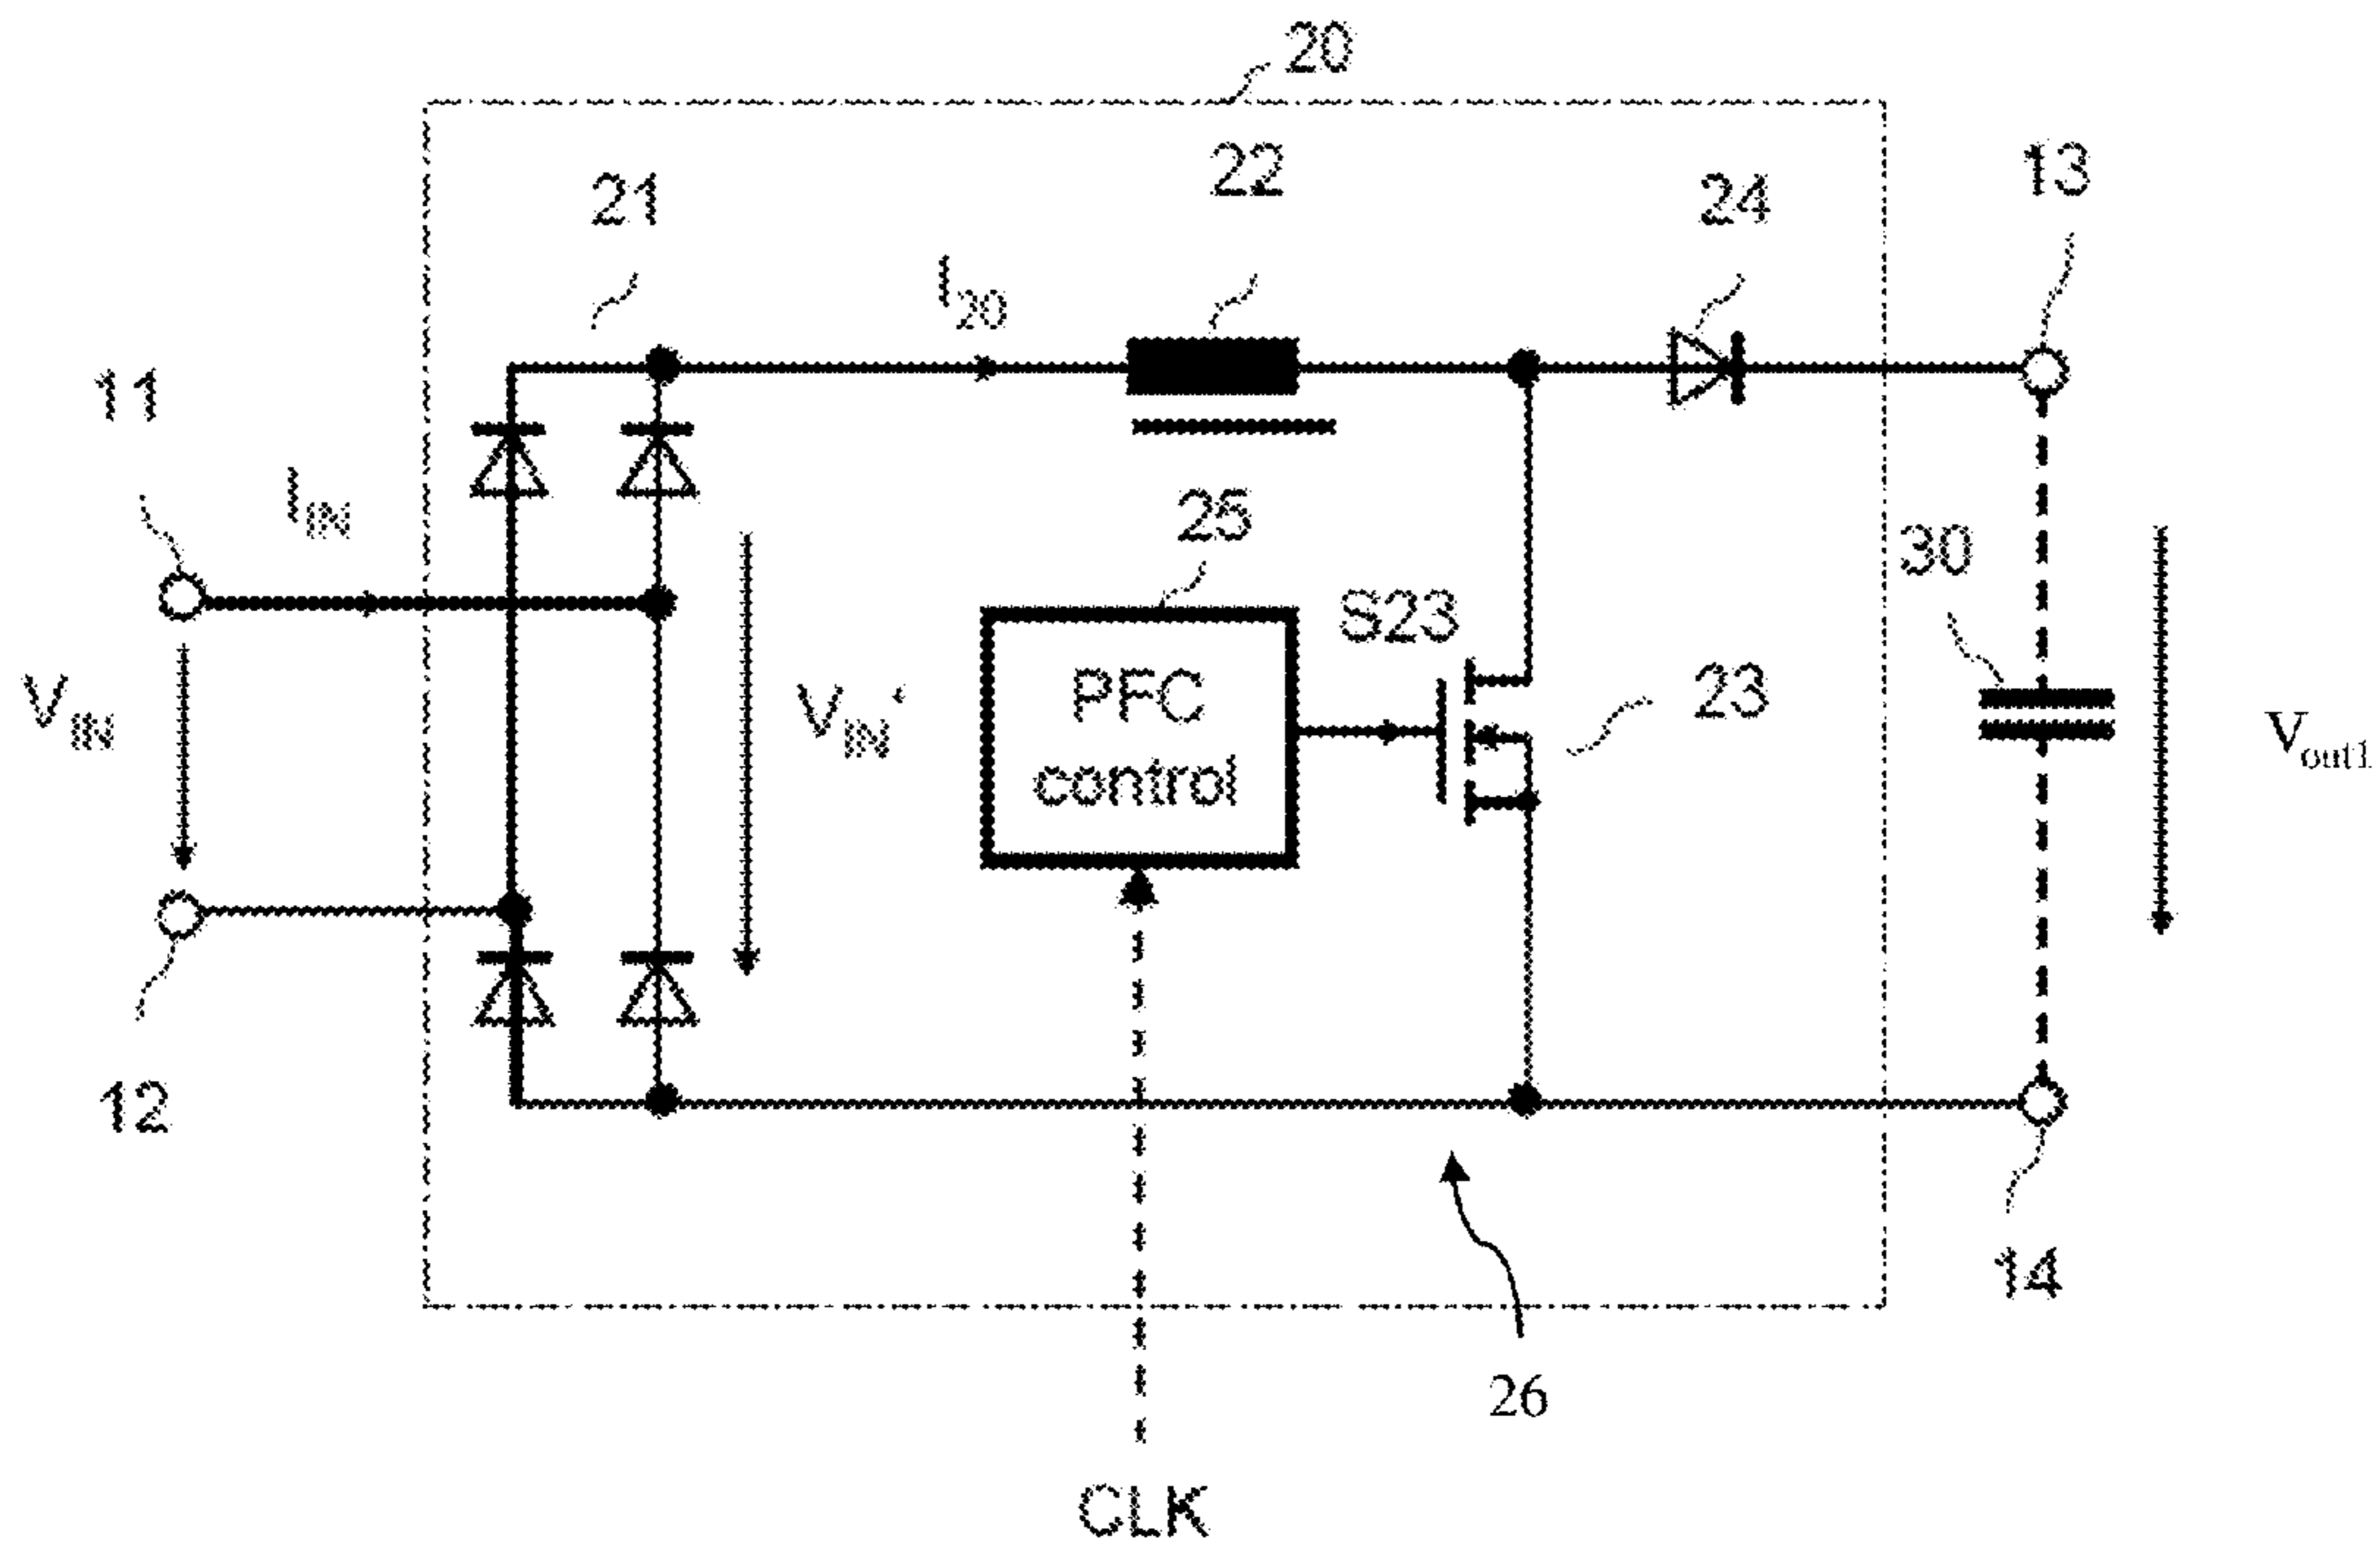 20
22
13
21
24
I20
11
IIN
25
30
S23
VIN
VIN'
PFC
control
23
Vout1
12
14
26
CLK